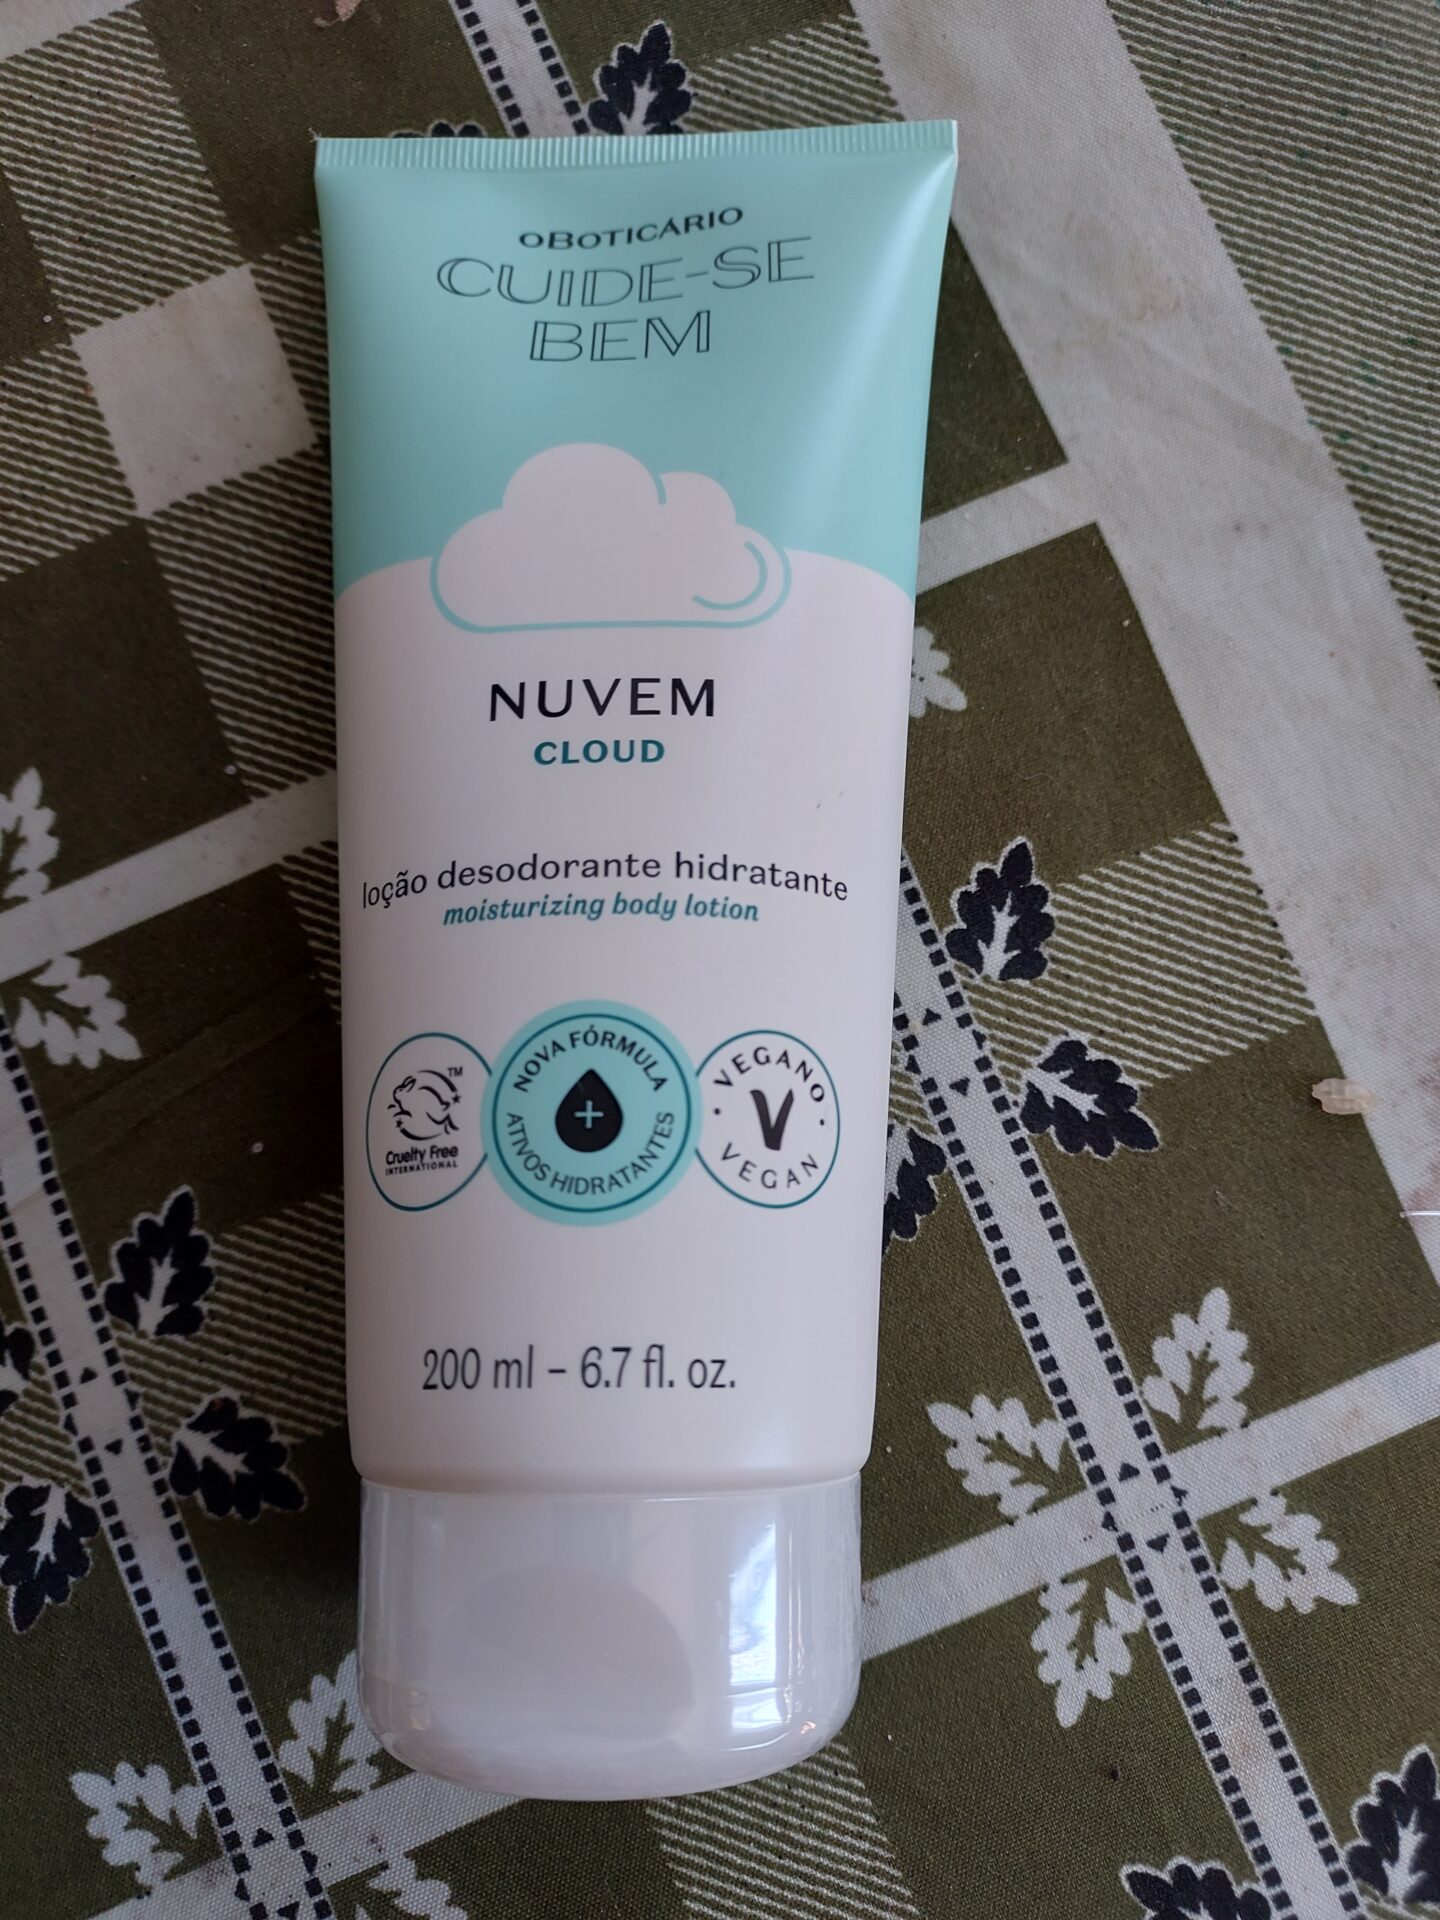 oBOTICÁRIO
CUIDE-SE
BEM
NUVEM
CLOUD
loção desodorante hidratante
moisturizing body lotion
TM
Cruelty Free
INTERNATIONAL
NOVA FÓRMULA
+
ATIVOS HIDRATANTES
VEGANO
V
VEGAN
200 ml – 6.7 fl. oz.